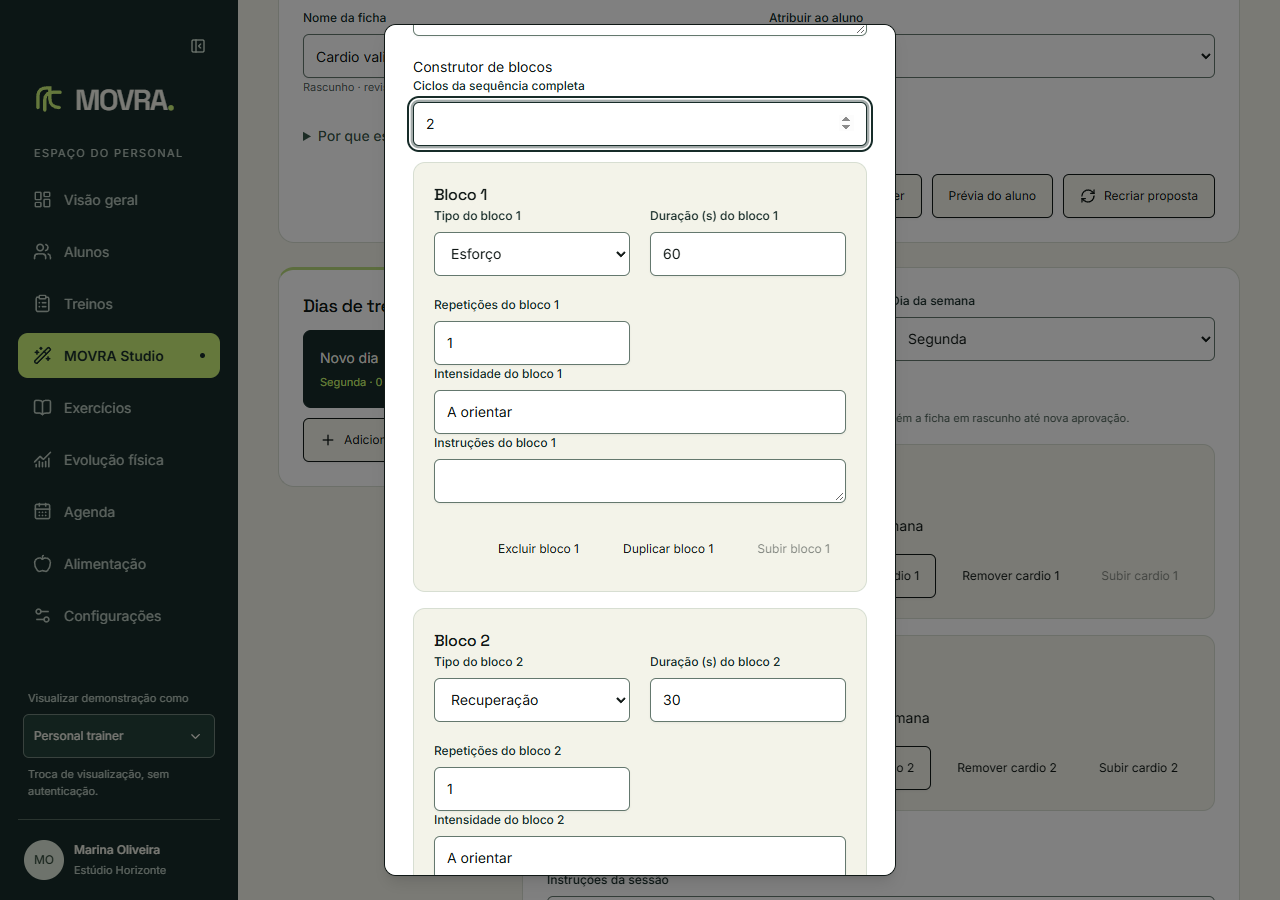 MOVRA.
ESPAÇO DO PERSONAL
Visão geral
Alunos
Treinos
MOVRA Studio
Exercícios
Evolução física
Agenda
Alimentação
Configurações
Visualizar demonstração como
Personal trainer
Troca de visualização, sem
autenticação.
MO
Marina Oliveira
Estúdio Horizonte
Nome da ficha
Atribuir ao aluno
Cardio vali
Rascunho · revis
Por que es
er
Prévia do aluno
Recriar proposta
Dias de tre
Novo dia
Segunda · 0
Adicion
Dia da semana
Segunda
ém a ficha em rascunho até nova aprovação.
mana
dio 1
Remover cardio 1
Subir cardio 1
mana
o 2
Remover cardio 2
Subir cardio 2
Instruções da sessão
Construtor de blocos
Ciclos da sequência completa
2
Bloco 1
Tipo do bloco 1
Duração (s) do bloco 1
Esforço
60
Repetições do bloco 1
1
Intensidade do bloco 1
A orientar
Instruções do bloco 1
Excluir bloco 1
Duplicar bloco 1
Subir bloco 1
Bloco 2
Tipo do bloco 2
Duração (s) do bloco 2
Recuperação
30
Repetições do bloco 2
1
Intensidade do bloco 2
A orientar